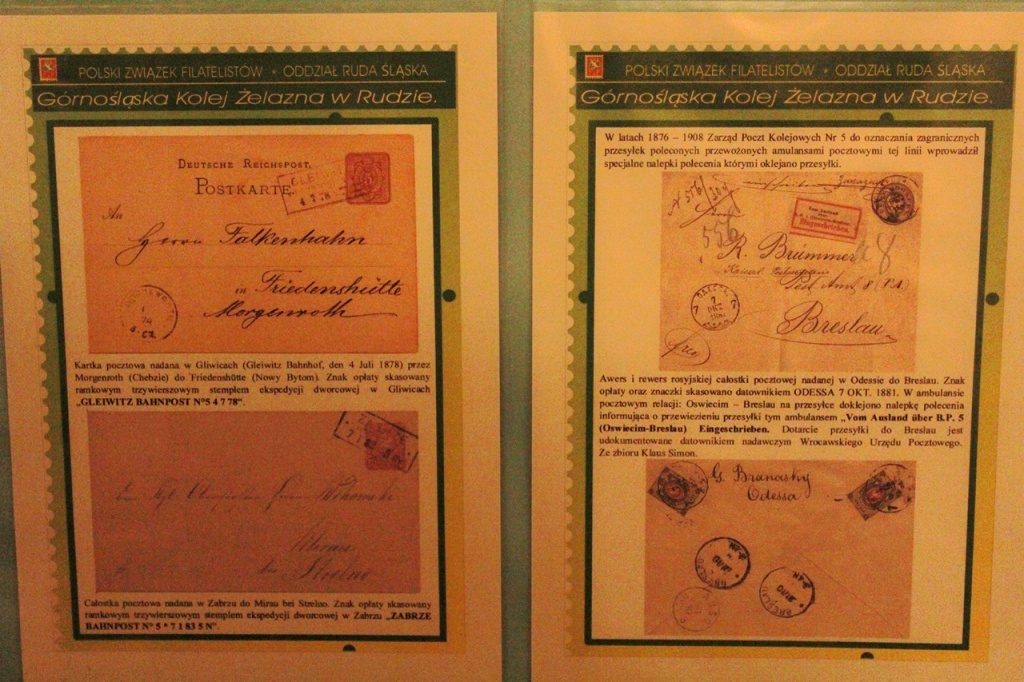 POLSKI ZWIĄZEK FILATELISTÓW • ODDZIAŁ RUDA ŚLĄSKA
Górnośląska Kolej Żelazna w Rudzie.
DEUTSCHE REICHSPOST.
POSTKARTE.
An
Herrn Falkenhahn
in Friedenshütte
Morgenroth
Kartka pocztowa nadana w Gliwicach (Gleiwitz Bahnhof, den 4 Juli 1878) przez
Morgenroth (Chebzie) do Friedenshütte (Nowy Bytom). Znak opłaty skasowany
ramkowym trzywierszowym stemplem ekspedycji dworcowej w Gliwicach
„GLEIWITZ BAHNPOST N°5 4 7 78".
Całostka pocztowa nadana w Zabrzu do Mirau bei Strelno. Znak opłaty skasowany
ramkowym trzywierszowym stemplem ekspedycji dworcowej w Zabrzu „ZABRZE
BAHNPOST N° 5 * 7 1 83 5 N".
POLSKI ZWIĄZEK FILATELISTÓW • ODDZIAŁ RUDA ŚLĄSKA
Górnośląska Kolej Żelazna w Rudzie.
W latach 1876 – 1908 Zarząd Poczt Kolejowych Nr 5 do oznaczania zagranicznych
przesyłek poleconych przewożonych amulansami pocztowymi tej linii wprowadził
specjalne nalepki polecenia którymi oklejano przesyłki.
Vom Ausland
Eingeschrieben.
556
R. Brümmer
Breslau
Awers i rewers rosyjskiej całostki pocztowej nadanej w Odessie do Breslau. Znak
opłaty oraz znaczki skasowano datownikiem ODESSA 7 OKT. 1881. W ambulansie
pocztowym relacji: Oswiecim – Breslau na przesyłce doklejono nalepkę polecenia
informującą o przewiezieniu przesyłki tym ambulansem „Vom Ausland über B.P. 5
(Oswiecim-Breslau) Eingeschrieben. Dotarcie przesyłki do Breslau jest
udokumentowane datownikiem nadawczym Wrocławskiego Urzędu Pocztowego.
Ze zbioru Klaus Simon.
Odessa